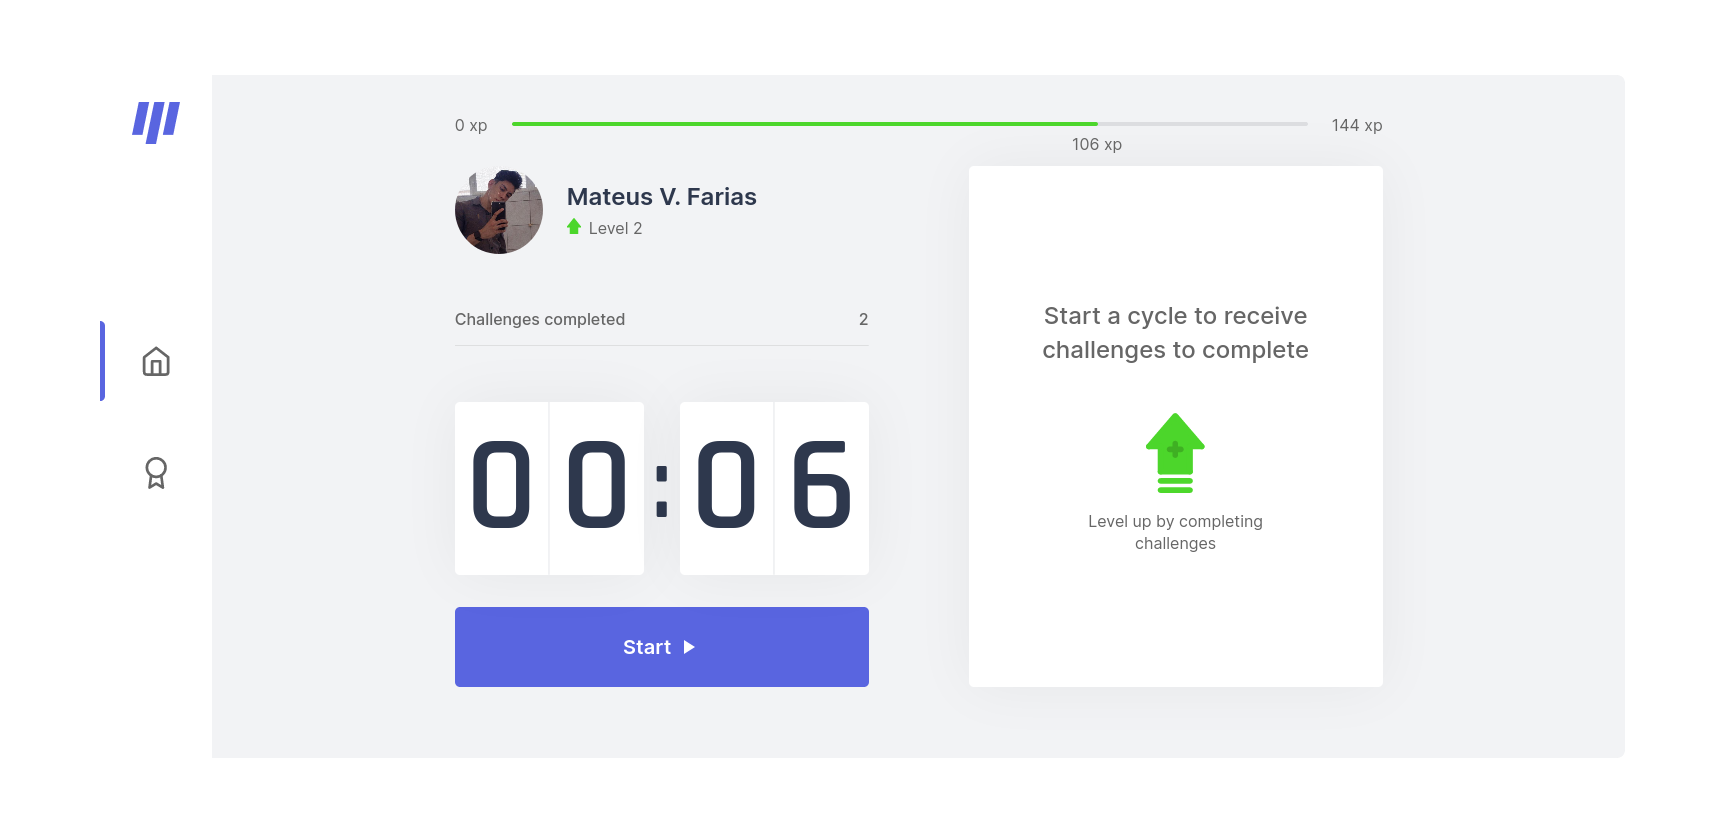 0 xp
144 xp
106 xp
Mateus V. Farias
Level 2
Challenges completed 2
00:06
Start
Start a cycle to receive
challenges to complete
Level up by completing
challenges